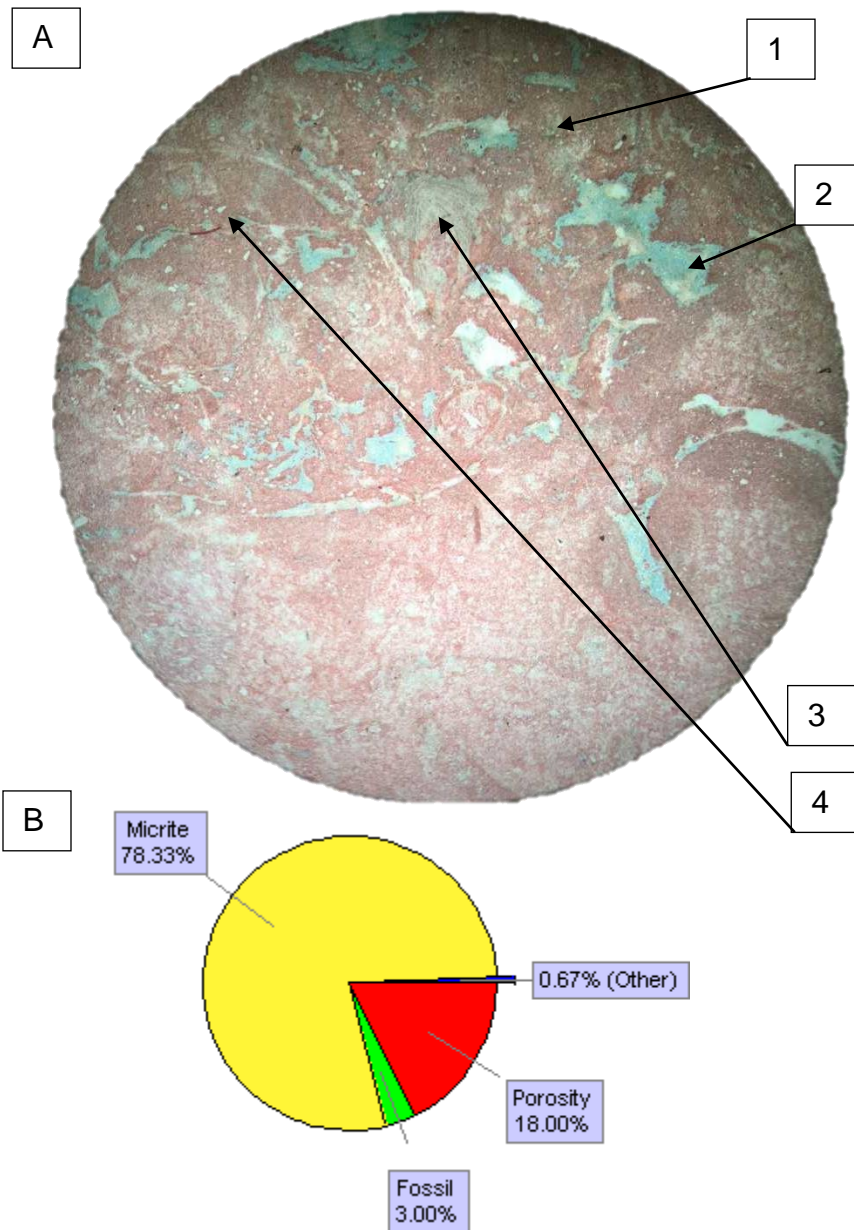 A
1
2
3
4
B
Micrite
78.33%
0.67% (Other)
Porosity
18.00%
Fossil
3.00%